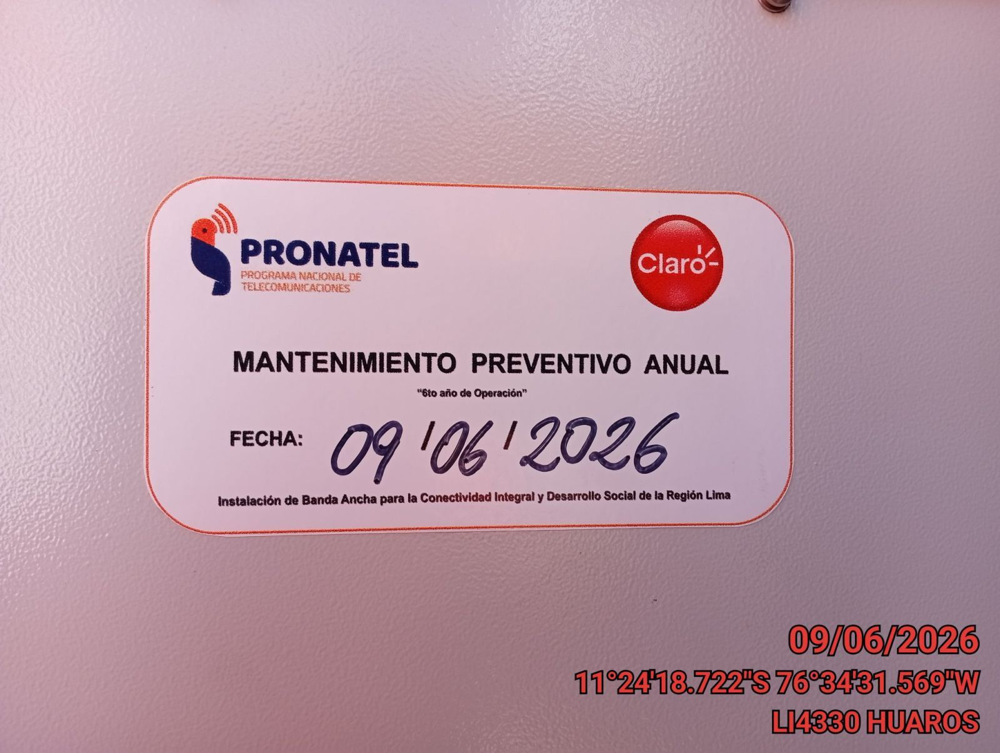 PRONATEL
PROGRAMA NACIONAL DE
TELECOMUNICACIONES
Claro
MANTENIMIENTO PREVENTIVO ANUAL
"6to año de Operación"
FECHA: 09/06/2026
Instalación de Banda Ancha para la Conectividad Integral y Desarrollo Social de la Región Lima
09/06/2026
11°24'18.722"S 76°34'31.569"W
LI4330 HUAROS